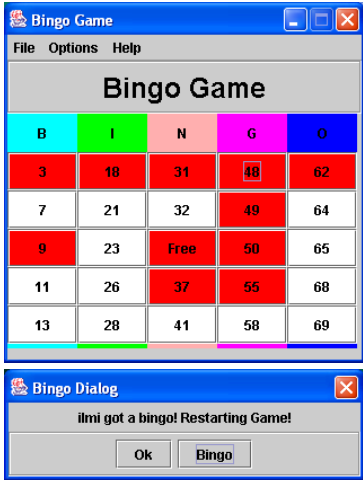 Bingo Game
File Options Help
Bingo Game
B I N G O
3 18 31 48 62
7 21 32 49 64
9 23 Free 50 65
11 26 37 55 68
13 28 41 58 69
Bingo Dialog
ilmi got a bingo! Restarting Game!
Ok Bingo